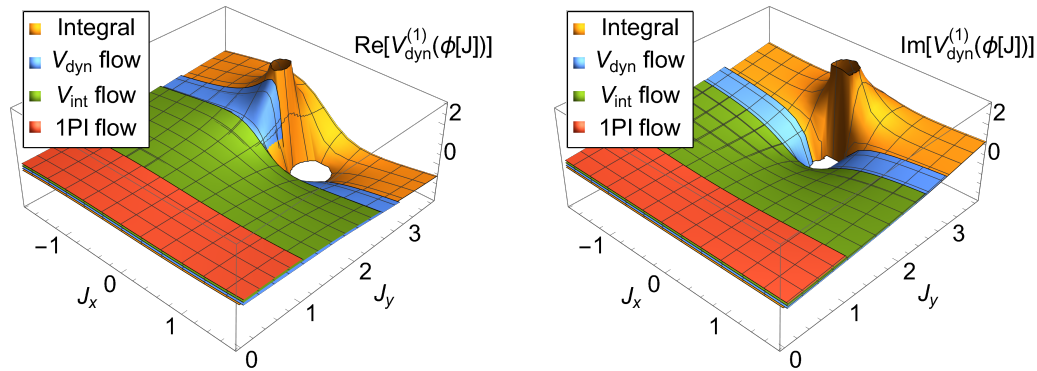 Integral
V_dyn flow
V_int flow
1PI flow
Re[V_dyn^(1)(ϕ[J])]
2
0
3
2
1
0
J_y
−1
0
1
J_x
Integral
V_dyn flow
V_int flow
1PI flow
Im[V_dyn^(1)(ϕ[J])]
2
0
3
2
1
0
J_y
−1
0
1
J_x